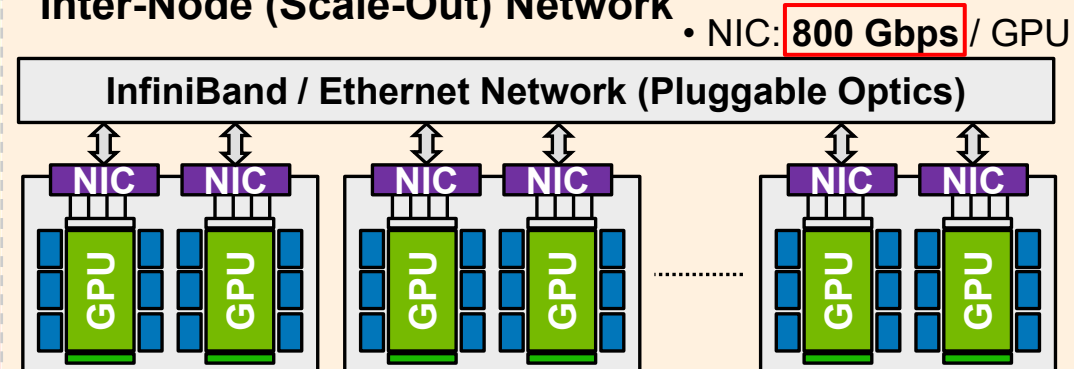 Inter-Node (Scale-Out) Network
• NIC: 800 Gbps / GPU
InfiniBand / Ethernet Network (Pluggable Optics)
NIC NIC NIC NIC NIC NIC
GPU GPU GPU GPU GPU GPU